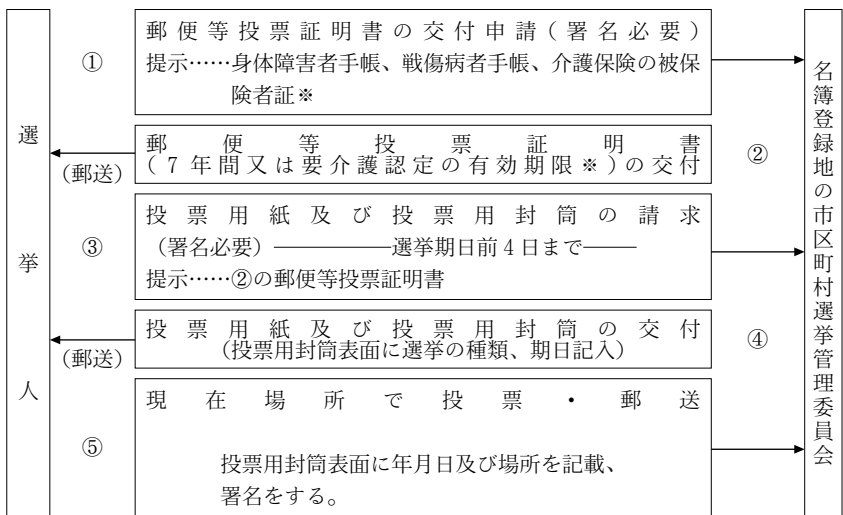 選挙人
①
郵便等投票証明書の交付申請(署名必要)
提示……身体障害者手帳、戦傷病者手帳、介護保険の被保
険者証※
郵便等投票証明書
(7年間又は要介護認定の有効期限※)の交付
(郵送)
②
投票用紙及び投票用封筒の請求
(署名必要)――――――選挙期日前4日まで――
提示……②の郵便等投票証明書
③
投票用紙及び投票用封筒の交付
(投票用封筒表面に選挙の種類、期日記入)
(郵送)
④
現在場所で投票・郵送
⑤
投票用封筒表面に年月日及び場所を記載、
署名をする。
名簿登録地の市区町村選挙管理委員会